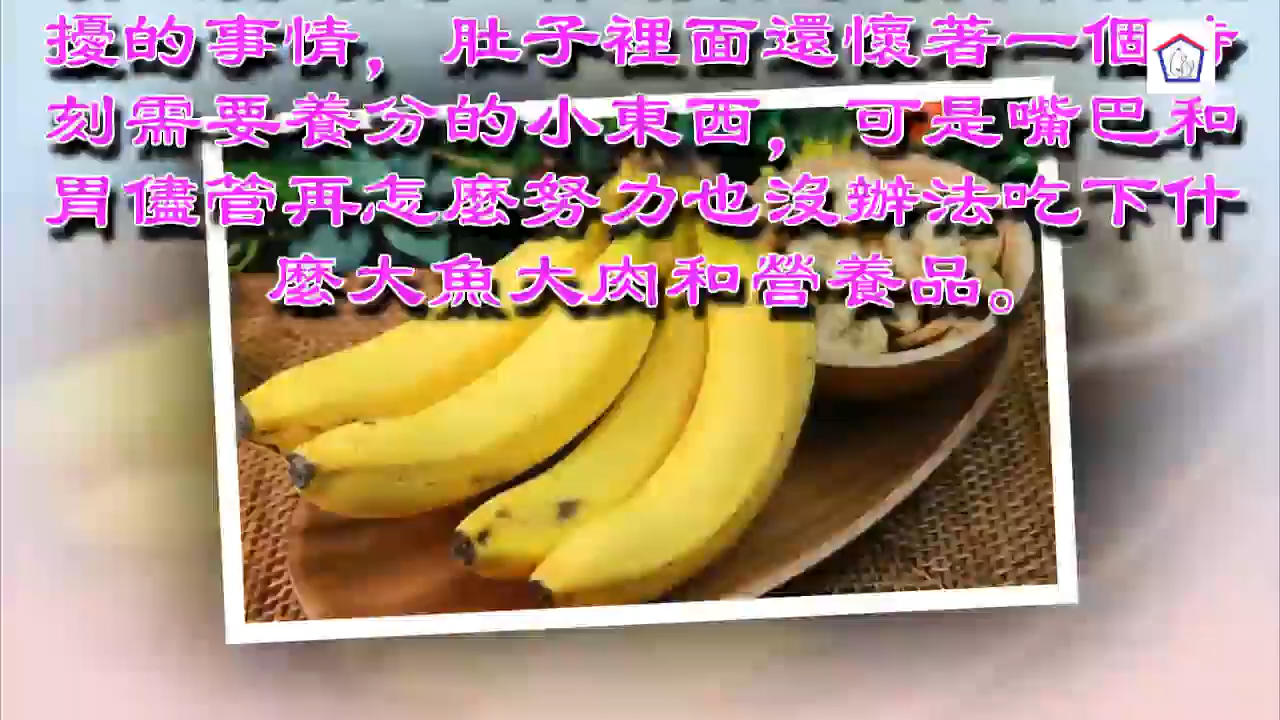 擾的事情，肚子裡面還懷著一個時
刻需要養分的小東西，可是嘴巴和
胃儘管再怎麼努力也沒辦法吃下什
麼大魚大肉和營養品。